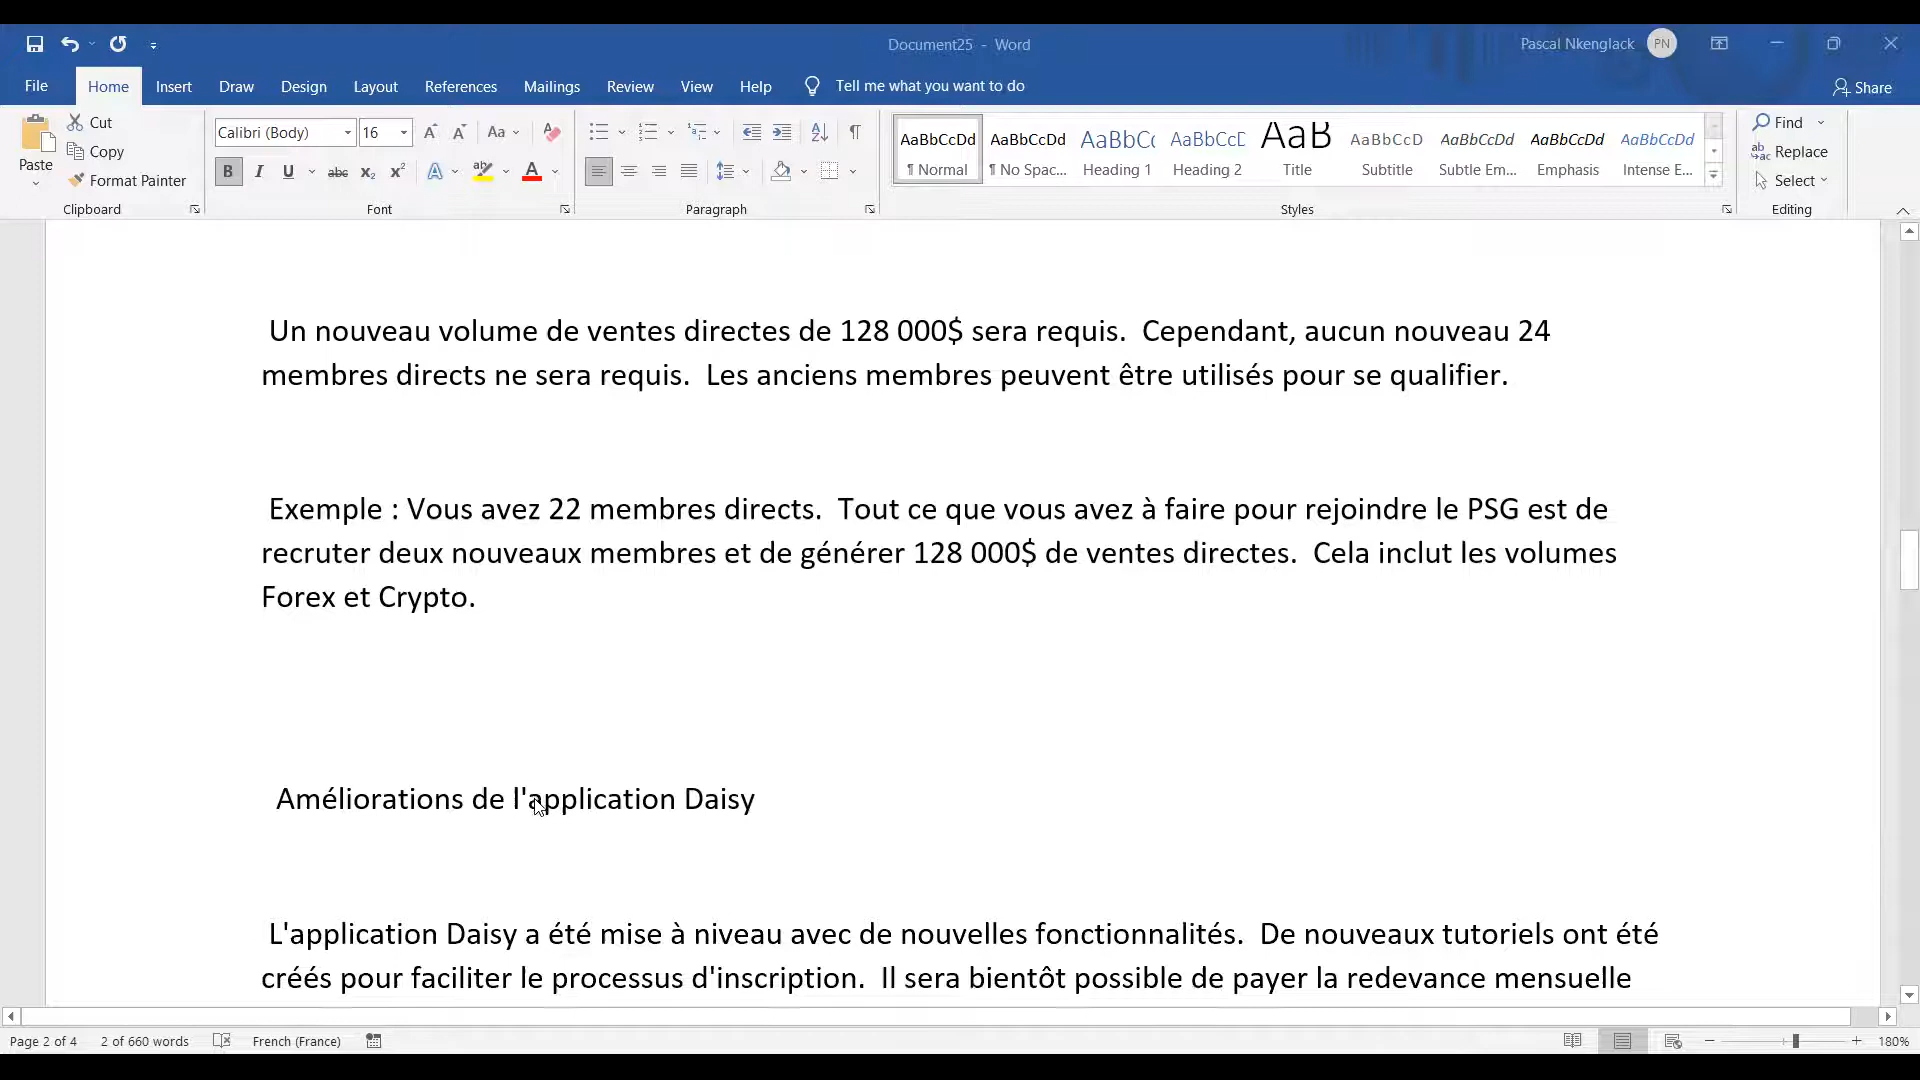 Document25 - Word
Pascal Nkenglack PN
File Home Insert Draw Design Layout References Mailings Review View Help Tell me what you want to do Share
Paste
Cut
Copy
Format Painter
Clipboard
Calibri (Body) 16
Aa
B I U abc x₂ x² A A
Font
Paragraph
AaBbCcDd AaBbCcDd AaBbCc AaBbCcD AaB AaBbCcD AaBbCcDd AaBbCcDd AaBbCcDd
¶ Normal ¶ No Spac... Heading 1 Heading 2 Title Subtitle Subtle Em... Emphasis Intense E...
Styles
Find
Replace
Select
Editing
Un nouveau volume de ventes directes de 128 000$ sera requis. Cependant, aucun nouveau 24
membres directs ne sera requis. Les anciens membres peuvent être utilisés pour se qualifier.
Exemple : Vous avez 22 membres directs. Tout ce que vous avez à faire pour rejoindre le PSG est de
recruter deux nouveaux membres et de générer 128 000$ de ventes directes. Cela inclut les volumes
Forex et Crypto.
Améliorations de l'application Daisy
L'application Daisy a été mise à niveau avec de nouvelles fonctionnalités. De nouveaux tutoriels ont été
créés pour faciliter le processus d'inscription. Il sera bientôt possible de payer la redevance mensuelle
Page 2 of 4 2 of 660 words French (France) 180%